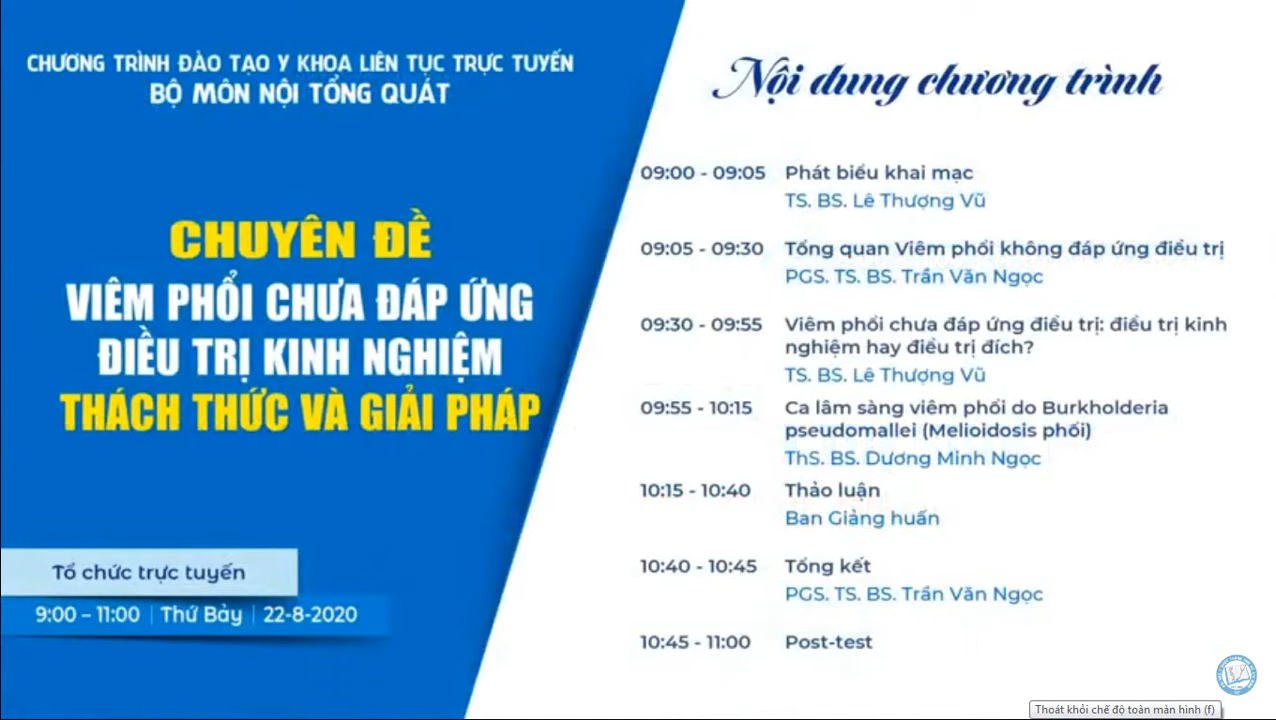 CHƯƠNG TRÌNH ĐÀO TẠO Y KHOA LIÊN TỤC TRỰC TUYẾN
BỘ MÔN NỘI TỔNG QUÁT
CHUYÊN ĐỀ
VIÊM PHỔI CHƯA ĐÁP ỨNG
ĐIỀU TRỊ KINH NGHIỆM
THÁCH THỨC VÀ GIẢI PHÁP
Tổ chức trực tuyến
9:00 – 11:00 | Thứ Bảy | 22-8-2020
Nội dung chương trình
09:00 - 09:05 Phát biểu khai mạc
TS. BS. Lê Thượng Vũ
09:05 - 09:30 Tổng quan Viêm phổi không đáp ứng điều trị
PGS. TS. BS. Trần Văn Ngọc
09:30 - 09:55 Viêm phổi chưa đáp ứng điều trị: điều trị kinh
nghiệm hay điều trị đích?
TS. BS. Lê Thượng Vũ
09:55 - 10:15 Ca lâm sàng viêm phổi do Burkholderia
pseudomallei (Melioidosis phổi)
ThS. BS. Dương Minh Ngọc
10:15 - 10:40 Thảo luận
Ban Giảng huấn
10:40 - 10:45 Tổng kết
PGS. TS. BS. Trần Văn Ngọc
10:45 - 11:00 Post-test
Thoát khỏi chế độ toàn màn hình (f)